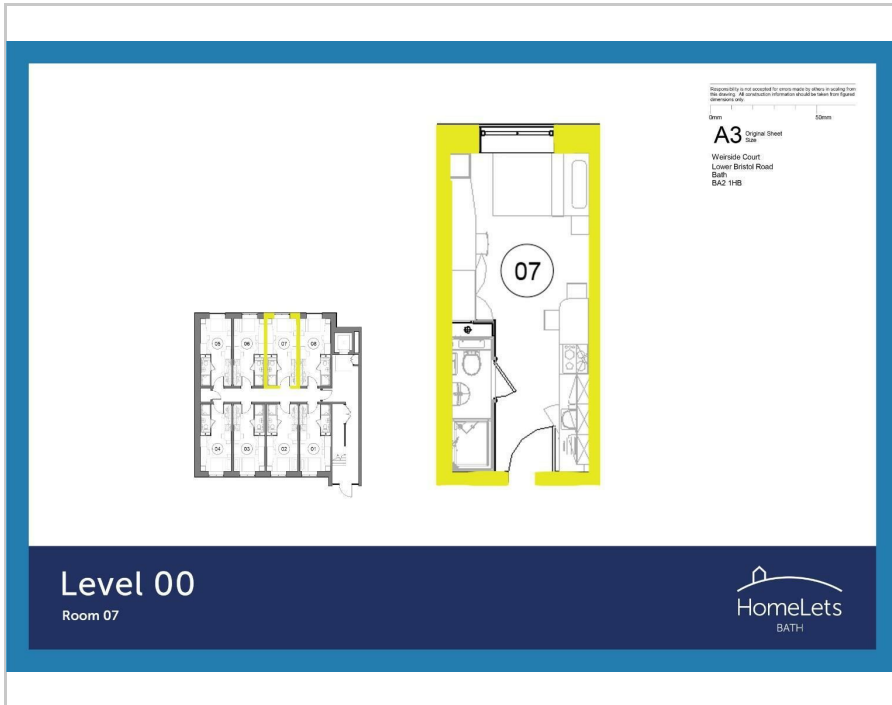 Responsibility is not accepted for errors made by others in scaling from
this drawing. All construction information should be taken from figured
dimensions only.
0mm 50mm
A3 Original Sheet
Size
Weirside Court
Lower Bristol Road
Bath
BA2 1HB
07
05 06 07 08
04 03 02 01
Level 00
Room 07
HomeLets
BATH